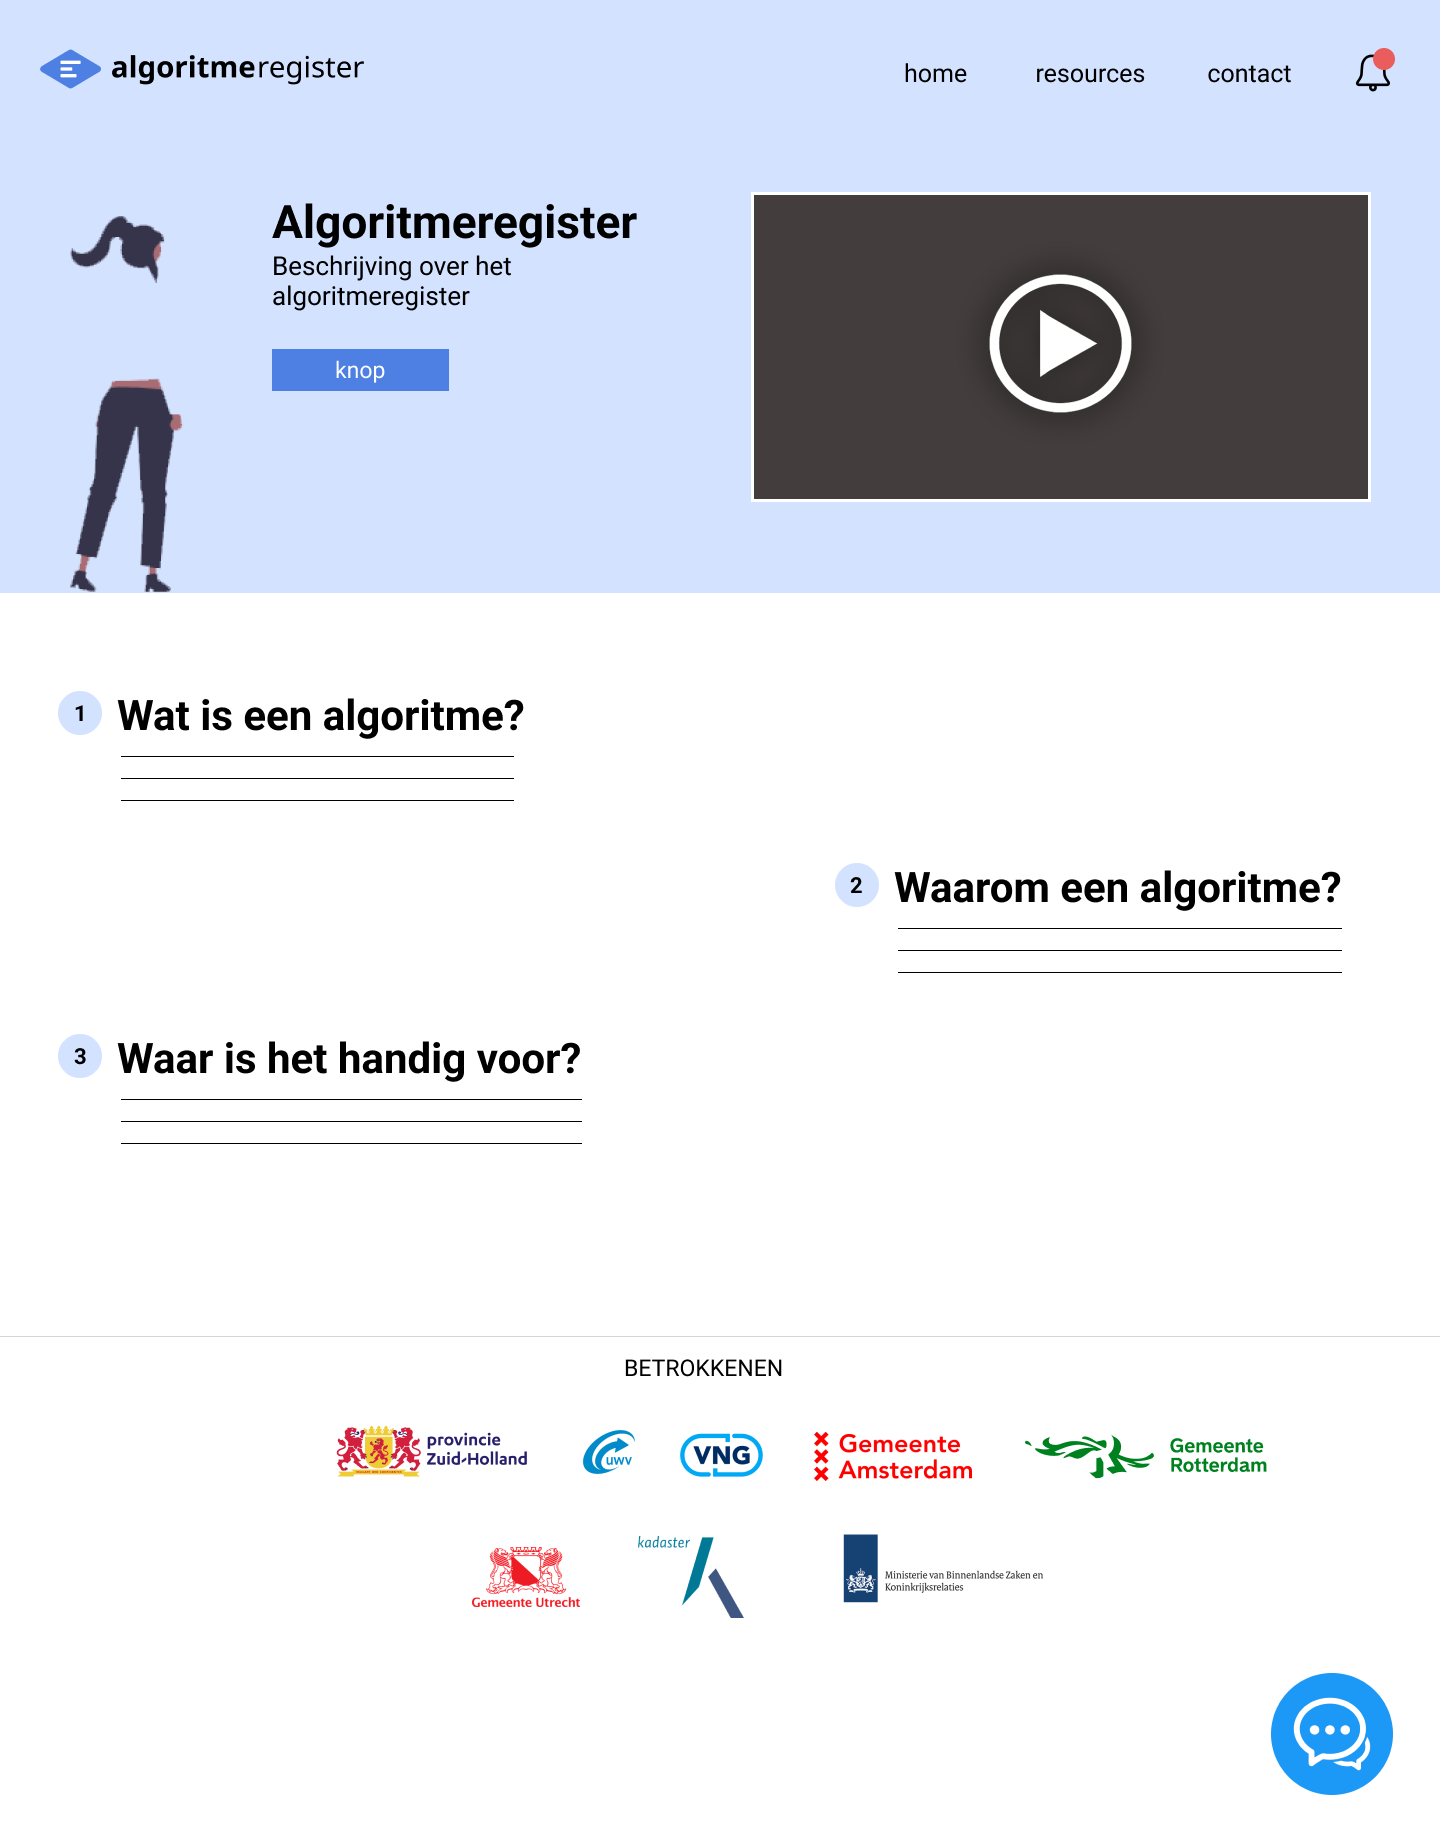 algoritmeregister
home
resources
contact
Algoritmeregister
Beschrijving over het
algoritmeregister
knop
1
Wat is een algoritme?
2
Waarom een algoritme?
3
Waar is het handig voor?
BETROKKENEN
provincie
Zuid-Holland
UWV
VNG
Gemeente
Amsterdam
Gemeente
Rotterdam
Gemeente Utrecht
kadaster
Ministerie van Binnenlandse Zaken en
Koninkrijksrelaties